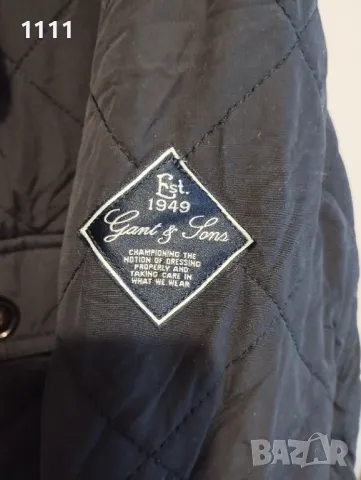 1111
Est.
1949
Gant & Sons
CHAMPIONING THE
NOTION OF DRESSING
PROPERLY AND
TAKING CARE IN
WHAT WE WEAR
BAZAR